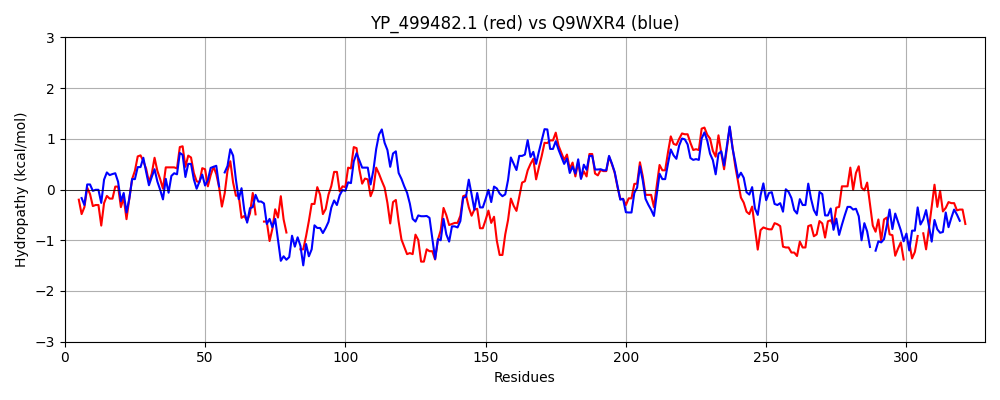 YP_499482.1 (red) vs Q9WXR4 (blue)
Hydropathy (kcal/mol)
3
2
1
0
−1
−2
−3
0 50 100 150 200 250 300
Residues